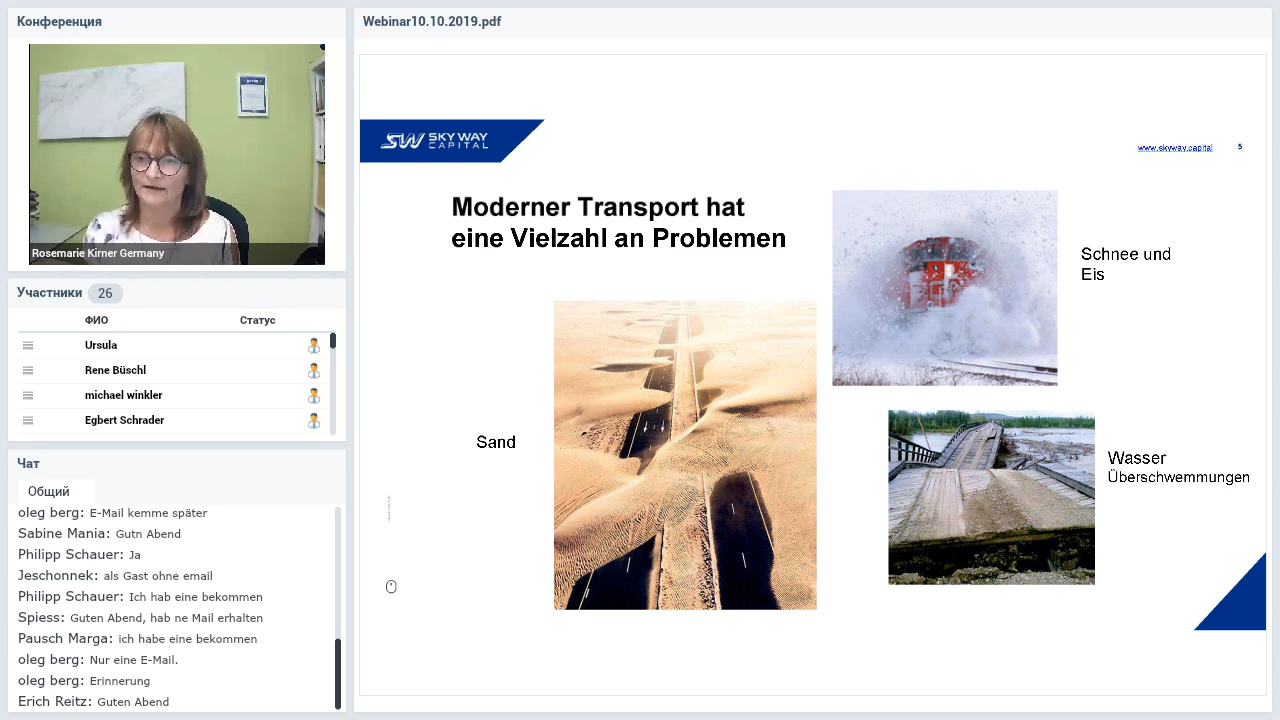 Конференция
Rosemarie Kirner Germany
Участники 26
ФИО Статус
Ursula
Rene Büschl
michael winkler
Egbert Schrader
Чат
Общий
oleg berg: E-Mail kemme später
Sabine Mania: Gutn Abend
Philipp Schauer: Ja
Jeschonnek: als Gast ohne email
Philipp Schauer: Ich hab eine bekommen
Spiess: Guten Abend, hab ne Mail erhalten
Pausch Marga: ich habe eine bekommen
oleg berg: Nur eine E-Mail.
oleg berg: Erinnerung
Erich Reitz: Guten Abend
Webinar10.10.2019.pdf
SW SKY WAY
CAPITAL
www.skyway.capital 5
Moderner Transport hat
eine Vielzahl an Problemen
Schnee und
Eis
Sand
Wasser
Überschwemmungen